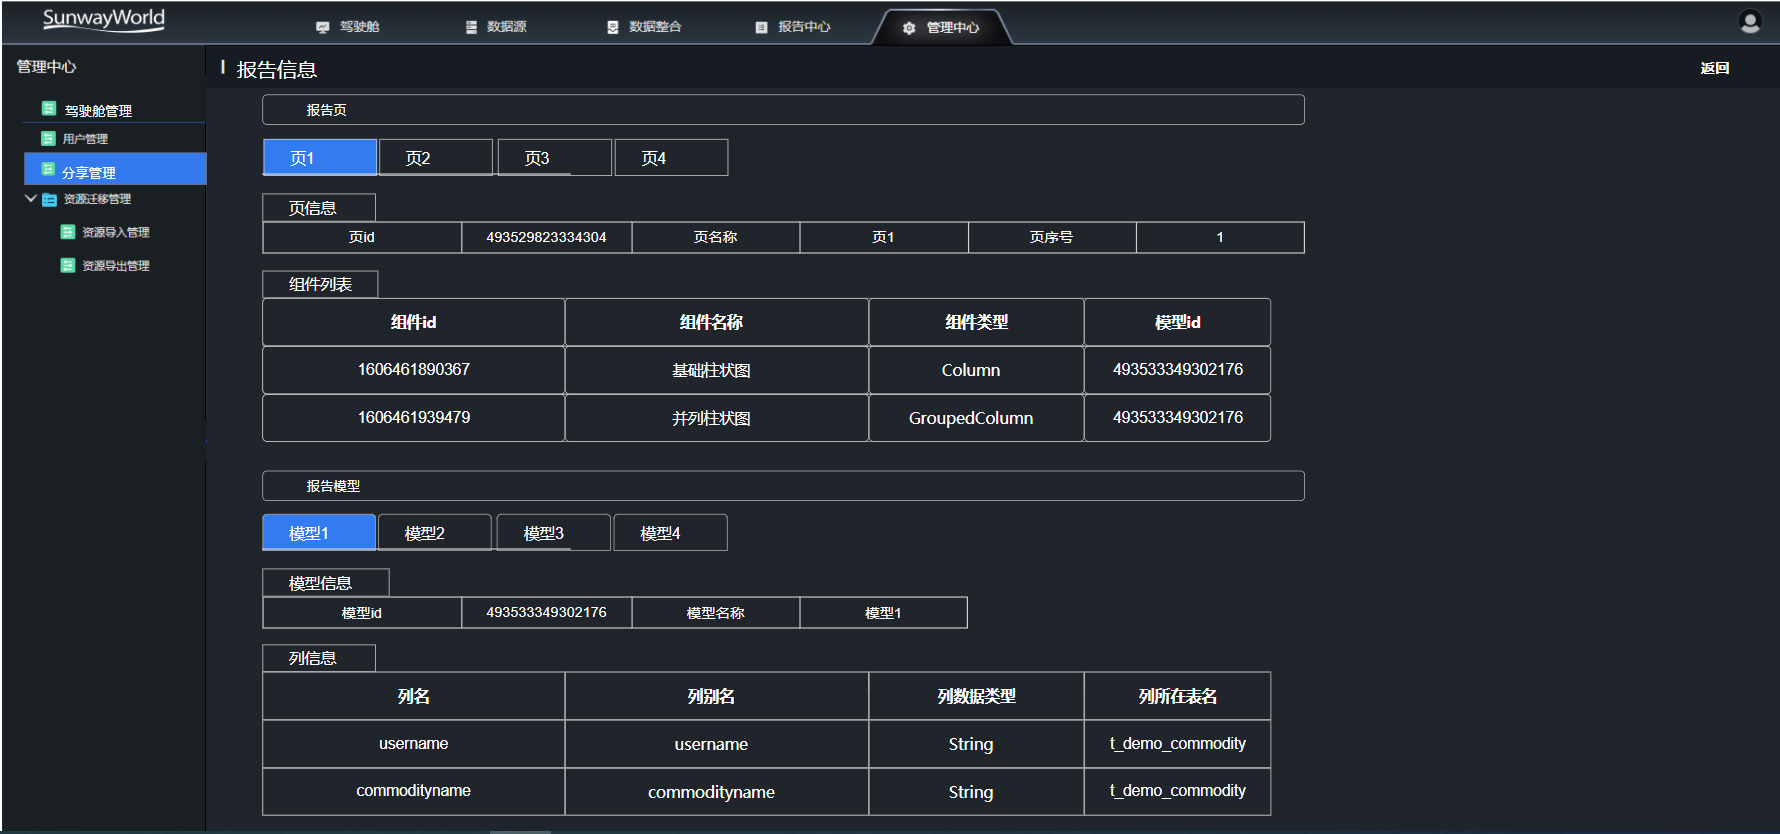 SunwayWorld
驾驶舱
数据源
数据整合
报告中心
管理中心
管理中心
驾驶舱管理
用户管理
分享管理
资源迁移管理
资源导入管理
资源导出管理
报告信息
返回
报告页
页1
页2
页3
页4
页信息
页id
493529823334304
页名称
页1
页序号
1
组件列表
组件id
组件名称
组件类型
模型id
1606461890367
基础柱状图
Column
493533349302176
1606461939479
并列柱状图
GroupedColumn
493533349302176
报告模型
模型1
模型2
模型3
模型4
模型信息
模型id
493533349302176
模型名称
模型1
列信息
列名
列别名
列数据类型
列所在表名
username
username
String
t_demo_commodity
commodityname
commodityname
String
t_demo_commodity